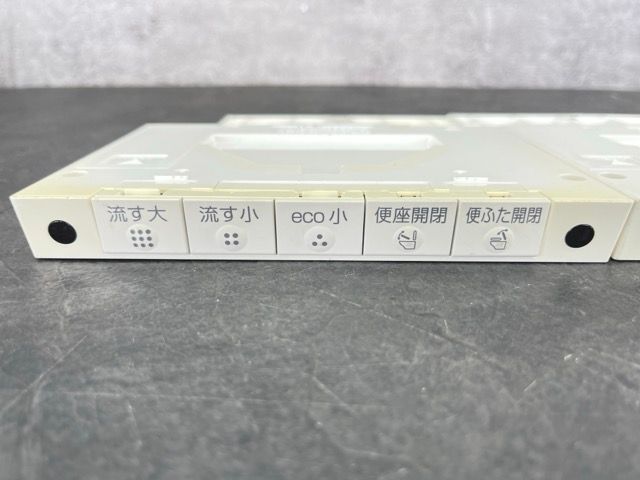 流す大
流す小
eco小
便座開閉
便ふた開閉